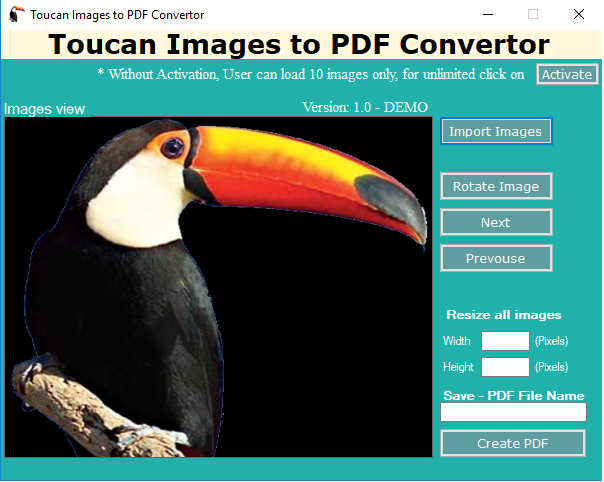 Toucan Images to PDF Convertor
Toucan Images to PDF Convertor
* Without Activation, User can load 10 images only, for unlimited click on
Activate
Images view
Version: 1.0 - DEMO
Import Images
Rotate Image
Next
Prevouse
Resize all images
Width (Pixels)
Height (Pixels)
Save - PDF File Name
Create PDF